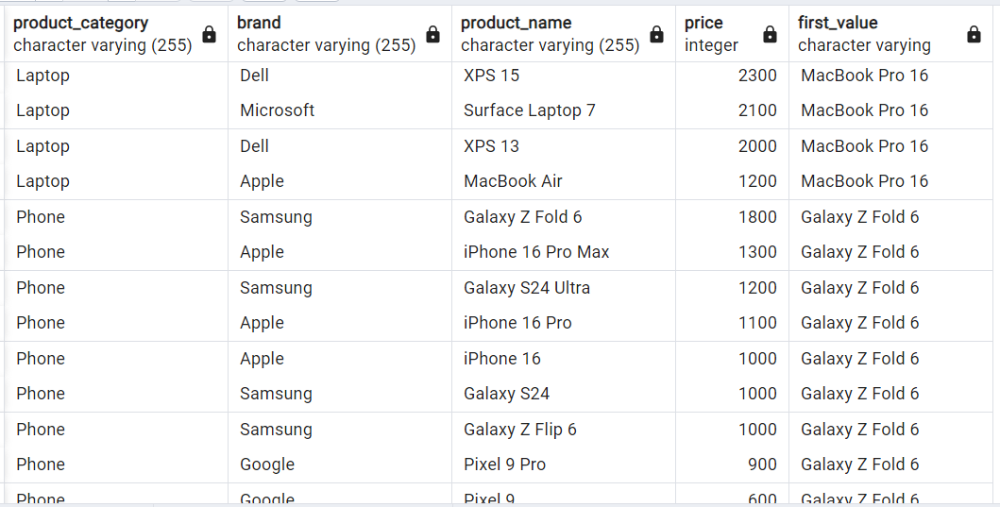 product_category brand product_name price first_value
character varying (255) character varying (255) character varying (255) integer character varying
Laptop Dell XPS 15 2300 MacBook Pro 16
Laptop Microsoft Surface Laptop 7 2100 MacBook Pro 16
Laptop Dell XPS 13 2000 MacBook Pro 16
Laptop Apple MacBook Air 1200 MacBook Pro 16
Phone Samsung Galaxy Z Fold 6 1800 Galaxy Z Fold 6
Phone Apple iPhone 16 Pro Max 1300 Galaxy Z Fold 6
Phone Samsung Galaxy S24 Ultra 1200 Galaxy Z Fold 6
Phone Apple iPhone 16 Pro 1100 Galaxy Z Fold 6
Phone Apple iPhone 16 1000 Galaxy Z Fold 6
Phone Samsung Galaxy S24 1000 Galaxy Z Fold 6
Phone Samsung Galaxy Z Flip 6 1000 Galaxy Z Fold 6
Phone Google Pixel 9 Pro 900 Galaxy Z Fold 6
Phone Google Pixel 9 600 Galaxy Z Fold 6